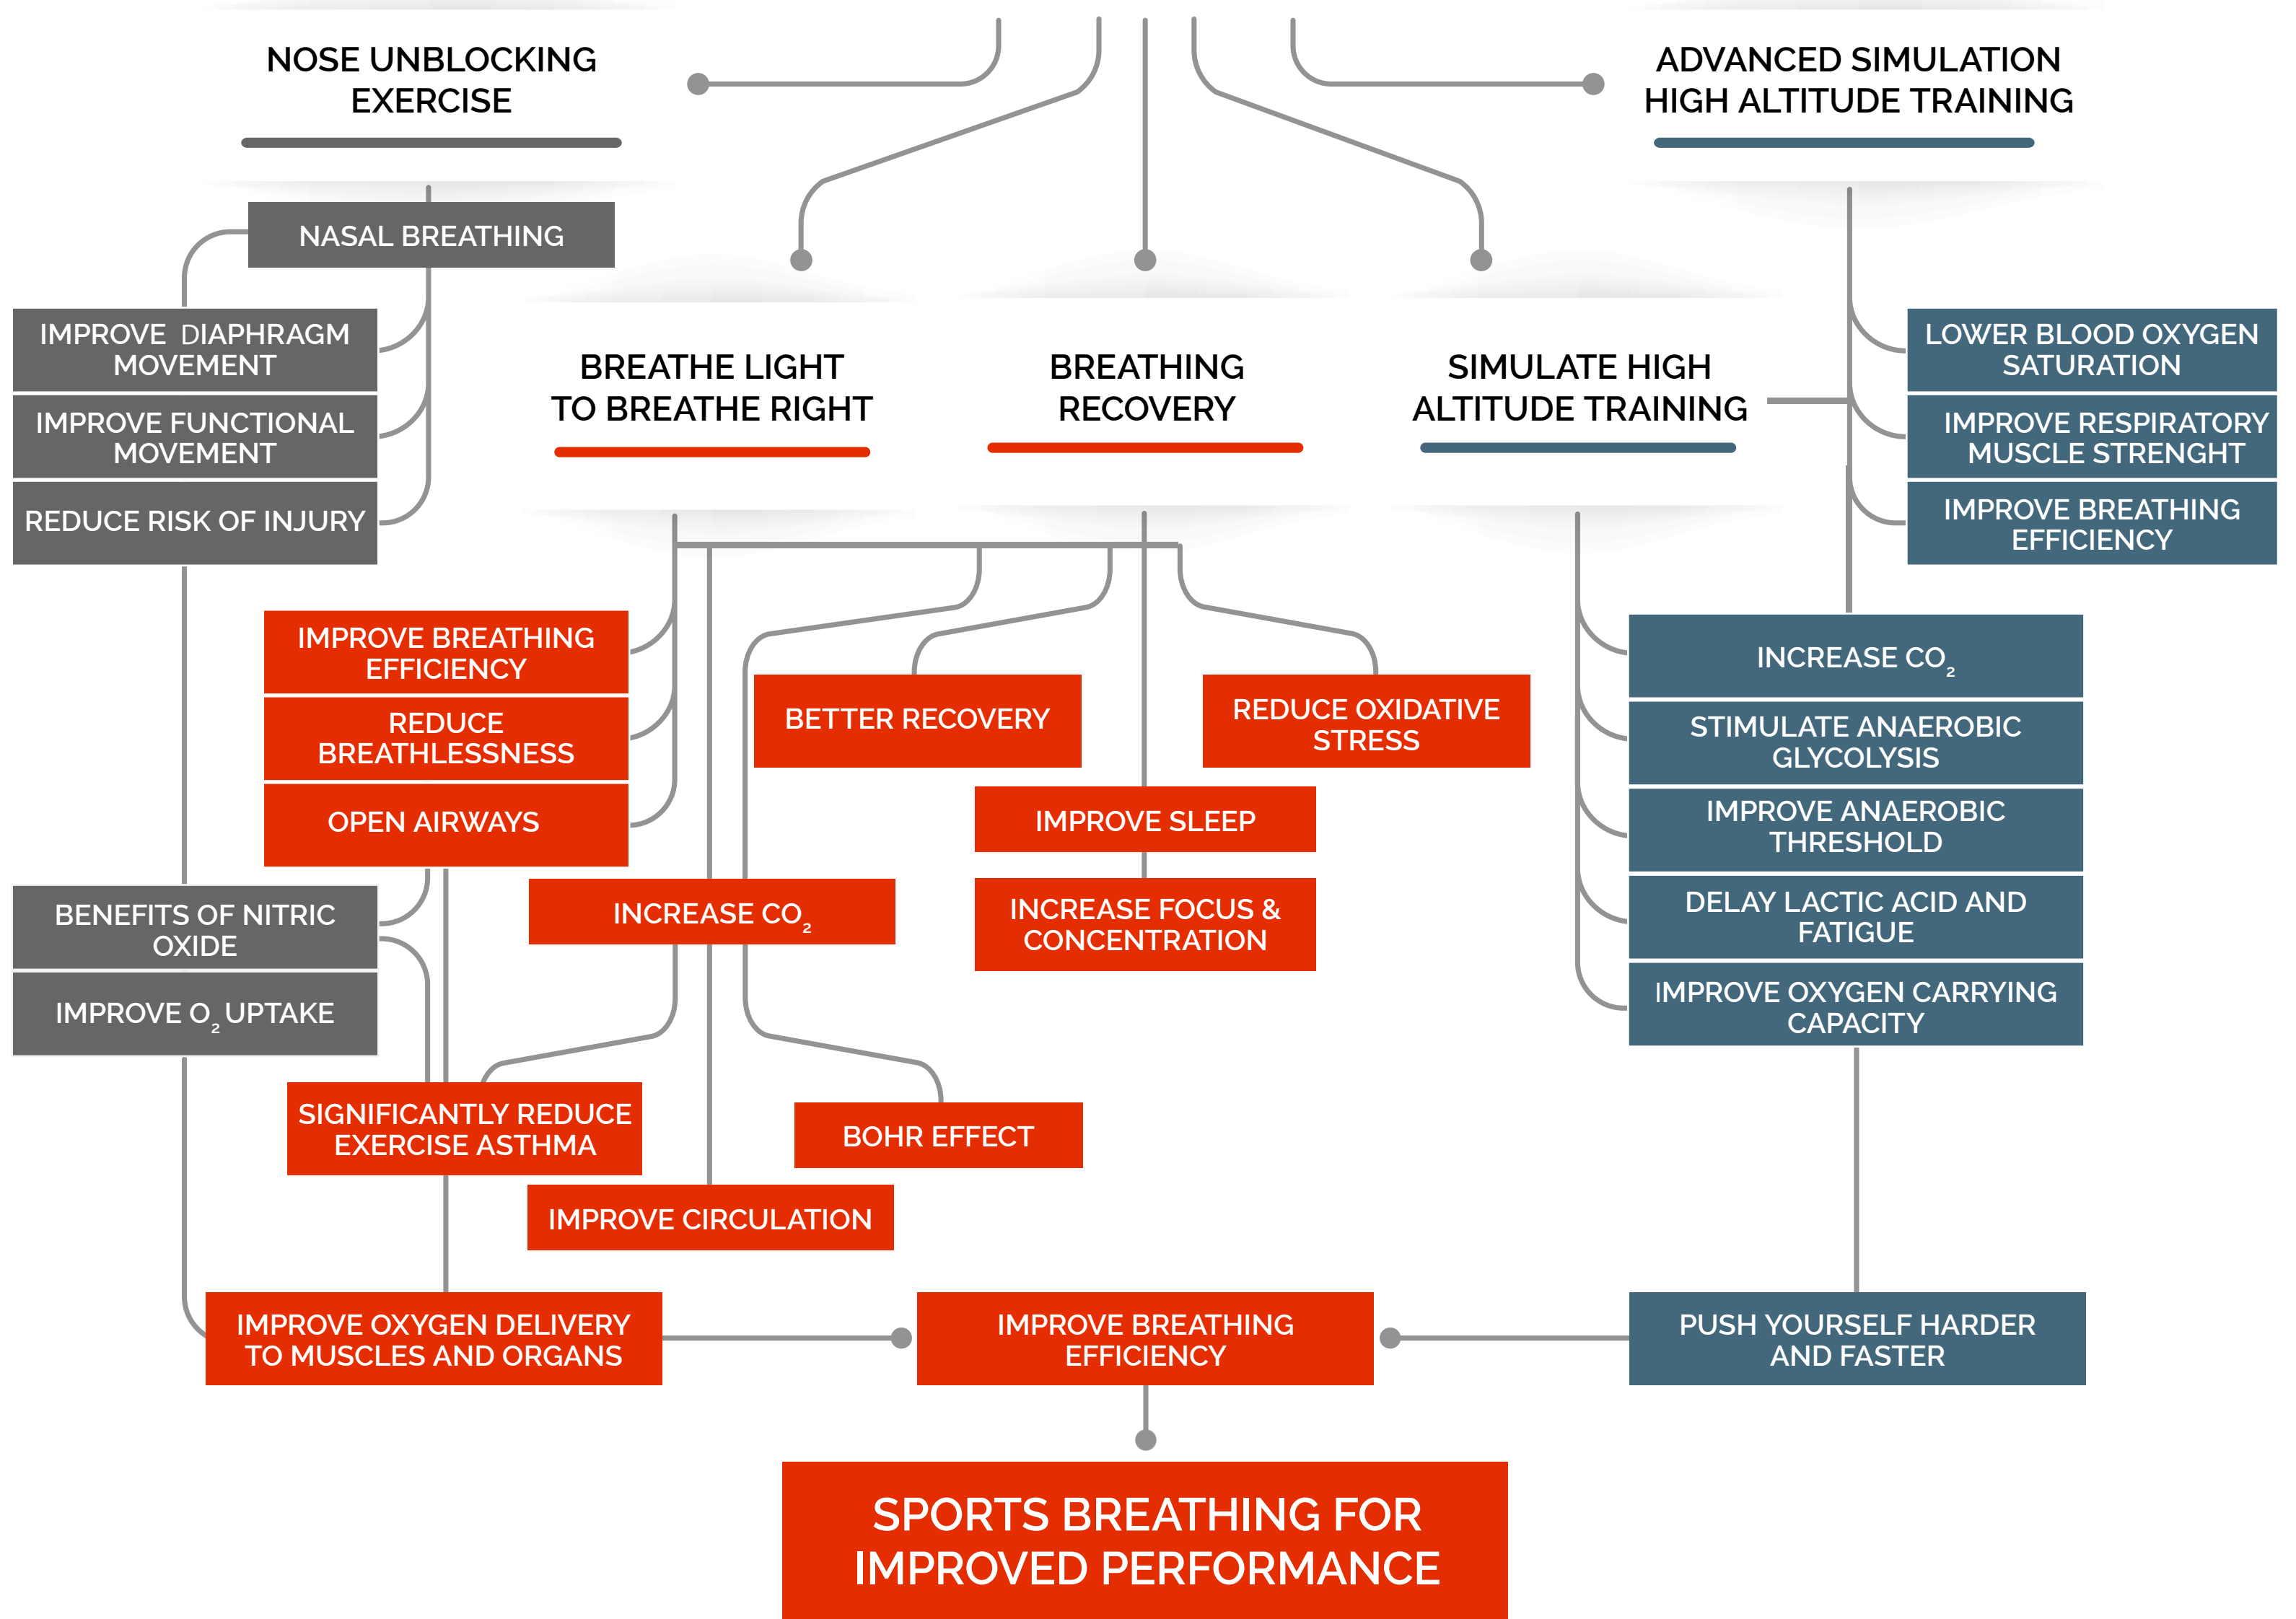 NOSE UNBLOCKING
EXERCISE
ADVANCED SIMULATION
HIGH ALTITUDE TRAINING
NASAL BREATHING
IMPROVE DIAPHRAGM
MOVEMENT
IMPROVE FUNCTIONAL
MOVEMENT
REDUCE RISK OF INJURY
BREATHE LIGHT
TO BREATHE RIGHT
BREATHING
RECOVERY
SIMULATE HIGH
ALTITUDE TRAINING
LOWER BLOOD OXYGEN
SATURATION
IMPROVE RESPIRATORY
MUSCLE STRENGHT
IMPROVE BREATHING
EFFICIENCY
IMPROVE BREATHING
EFFICIENCY
REDUCE
BREATHLESSNESS
OPEN AIRWAYS
BETTER RECOVERY
REDUCE OXIDATIVE
STRESS
IMPROVE SLEEP
INCREASE FOCUS &
CONCENTRATION
INCREASE CO₂
STIMULATE ANAEROBIC
GLYCOLYSIS
IMPROVE ANAEROBIC
THRESHOLD
DELAY LACTIC ACID AND
FATIGUE
IMPROVE OXYGEN CARRYING
CAPACITY
BENEFITS OF NITRIC
OXIDE
IMPROVE O₂ UPTAKE
INCREASE CO₂
SIGNIFICANTLY REDUCE
EXERCISE ASTHMA
BOHR EFFECT
IMPROVE CIRCULATION
IMPROVE OXYGEN DELIVERY
TO MUSCLES AND ORGANS
IMPROVE BREATHING
EFFICIENCY
PUSH YOURSELF HARDER
AND FASTER
SPORTS BREATHING FOR
IMPROVED PERFORMANCE